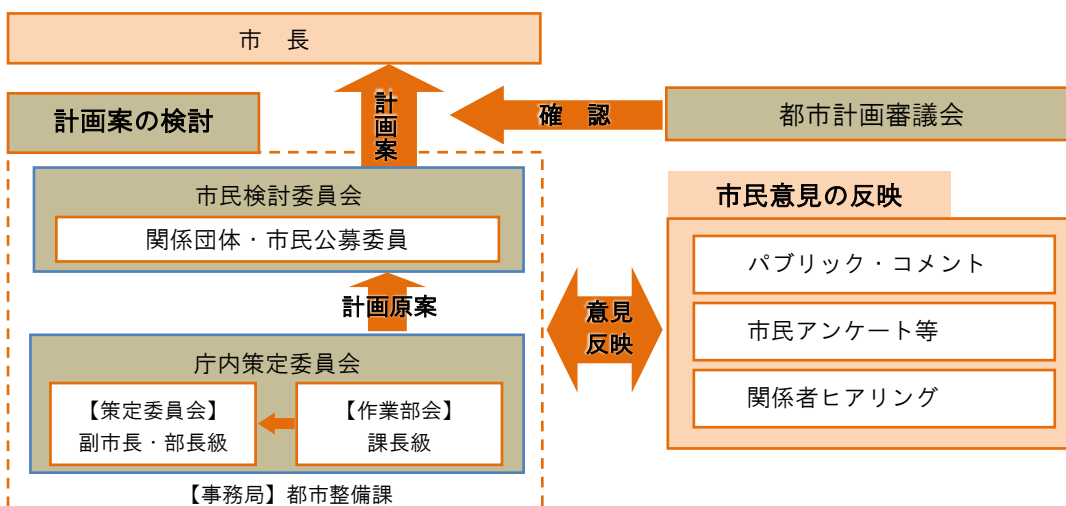 市　長
計画案の検討
計画案
確　認
都市計画審議会
市民検討委員会
関係団体・市民公募委員
計画原案
庁内策定委員会
【策定委員会】
副市長・部長級
【作業部会】
課長級
【事務局】都市整備課
意見
反映
市民意見の反映
パブリック・コメント
市民アンケート等
関係者ヒアリング